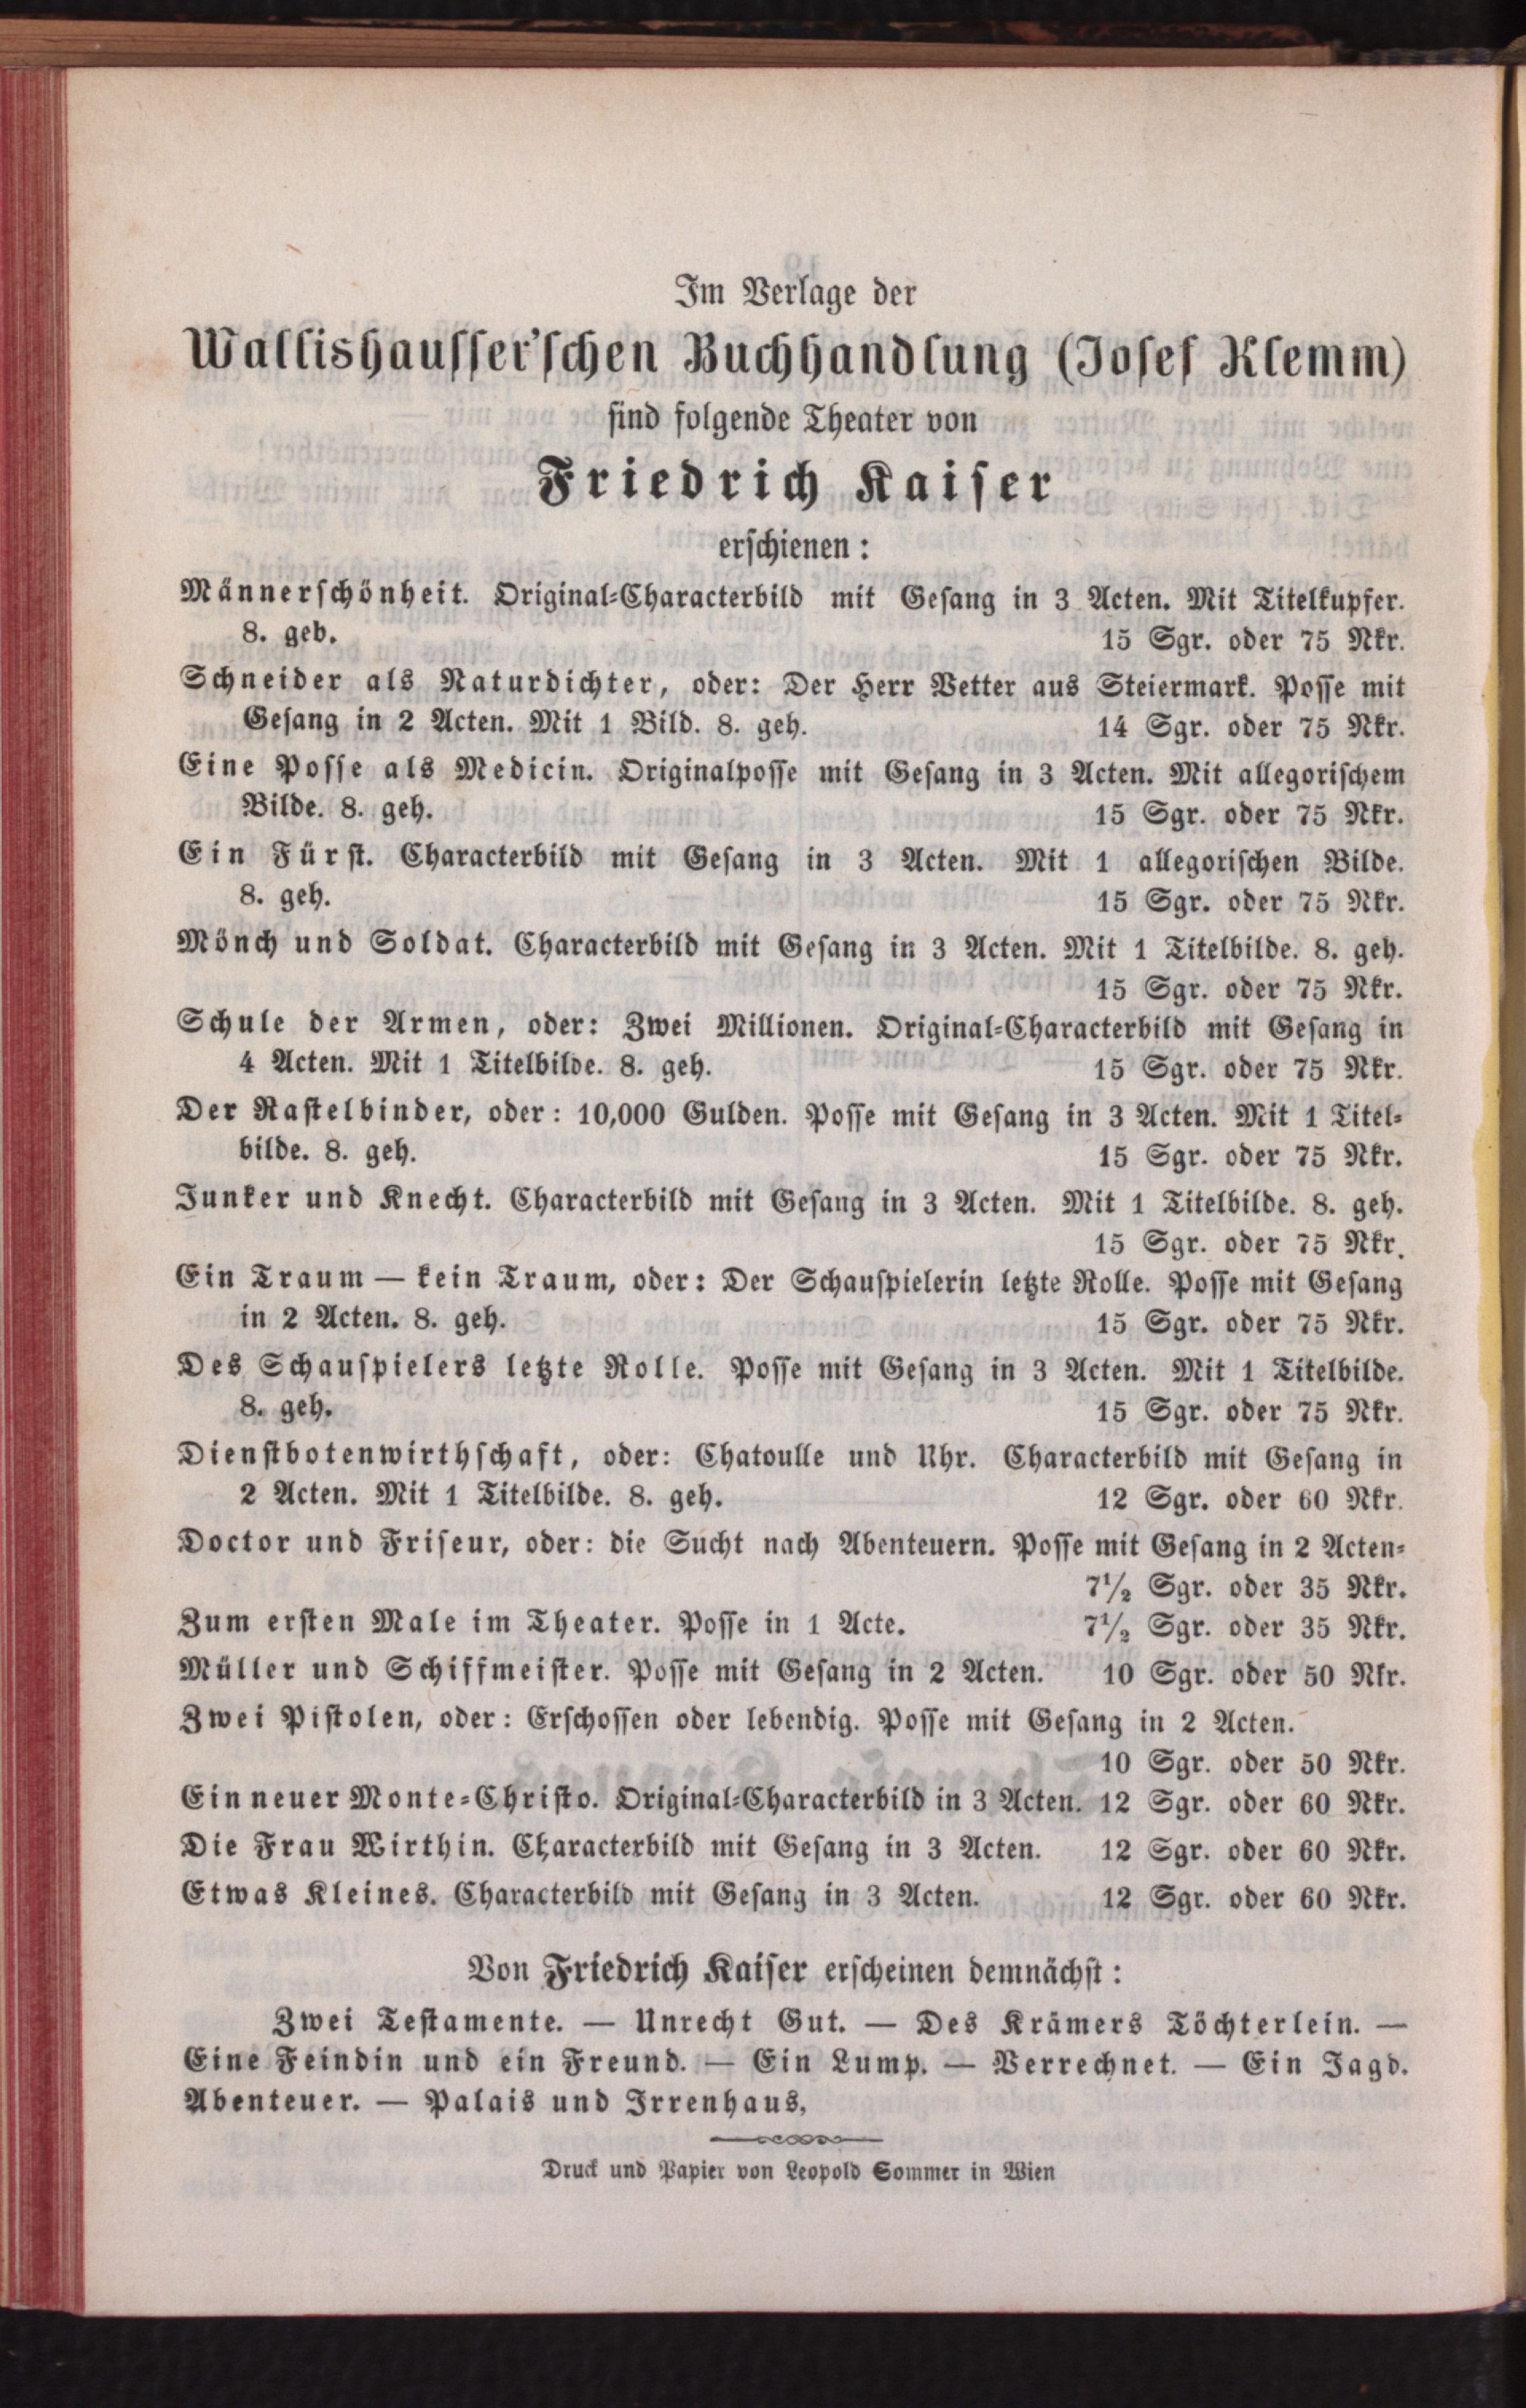 Im Verlage der
Wallishausser'schen Buchhandlung (Josef Klemm)
sind folgende Theater von
Friedrich Kaiser
erschienen:
Männerschönheit. Original-Characterbild mit Gesang in 3 Acten. Mit Titelkupfer.
8. geb. 15 Sgr. oder 75 Nkr.
Schneider als Naturdichter, oder: Der Herr Vetter aus Steiermark. Posse mit
Gesang in 2 Acten. Mit 1 Bild. 8. geh. 14 Sgr. oder 75 Nkr.
Eine Posse als Medicin. Originalposse mit Gesang in 3 Acten. Mit allegorischem
Bilde. 8. geh. 15 Sgr. oder 75 Nkr.
Ein Fürst. Characterbild mit Gesang in 3 Acten. Mit 1 allegorischen Bilde.
8. geh. 15 Sgr. oder 75 Nkr.
Mönch und Soldat. Characterbild mit Gesang in 3 Acten. Mit 1 Titelbilde. 8. geh.
15 Sgr. oder 75 Nkr.
Schule der Armen, oder: Zwei Millionen. Original-Characterbild mit Gesang in
4 Acten. Mit 1 Titelbilde. 8. geh. 15 Sgr. oder 75 Nkr.
Der Rastelbinder, oder: 10,000 Gulden. Posse mit Gesang in 3 Acten. Mit 1 Titel-
bilde. 8. geh. 15 Sgr. oder 75 Nkr.
Junker und Knecht. Characterbild mit Gesang in 3 Acten. Mit 1 Titelbilde. 8. geh.
15 Sgr. oder 75 Nkr.
Ein Traum — kein Traum, oder: Der Schauspielerin letzte Rolle. Posse mit Gesang
in 2 Acten. 8. geh. 15 Sgr. oder 75 Nkr.
Des Schauspielers letzte Rolle. Posse mit Gesang in 3 Acten. Mit 1 Titelbilde.
8. geh. 15 Sgr. oder 75 Nkr.
Dienstbotenwirthschaft, oder: Chatoulle und Uhr. Characterbild mit Gesang in
2 Acten. Mit 1 Titelbilde. 8. geh. 12 Sgr. oder 60 Nkr.
Doctor und Friseur, oder: die Sucht nach Abenteuern. Posse mit Gesang in 2 Acten-
7½ Sgr. oder 35 Nkr.
Zum ersten Male im Theater. Posse in 1 Acte. 7½ Sgr. oder 35 Nkr.
Müller und Schiffmeister. Posse mit Gesang in 2 Acten. 10 Sgr. oder 50 Nkr.
Zwei Pistolen, oder: Erschossen oder lebendig. Posse mit Gesang in 2 Acten.
10 Sgr. oder 50 Nkr.
Ein neuer Monte-Christo. Original-Characterbild in 3 Acten. 12 Sgr. oder 60 Nkr.
Die Frau Wirthin. Characterbild mit Gesang in 3 Acten. 12 Sgr. oder 60 Nkr.
Etwas Kleines. Characterbild mit Gesang in 3 Acten. 12 Sgr. oder 60 Nkr.
Von Friedrich Kaiser erscheinen demnächst:
Zwei Testamente. — Unrecht Gut. — Des Krämers Töchterlein. —
Eine Feindin und ein Freund. — Ein Lump. — Verrechnet. — Ein Jagd.
Abenteuer. — Palais und Irrenhaus,
Druck und Papier von Leopold Sommer in Wien